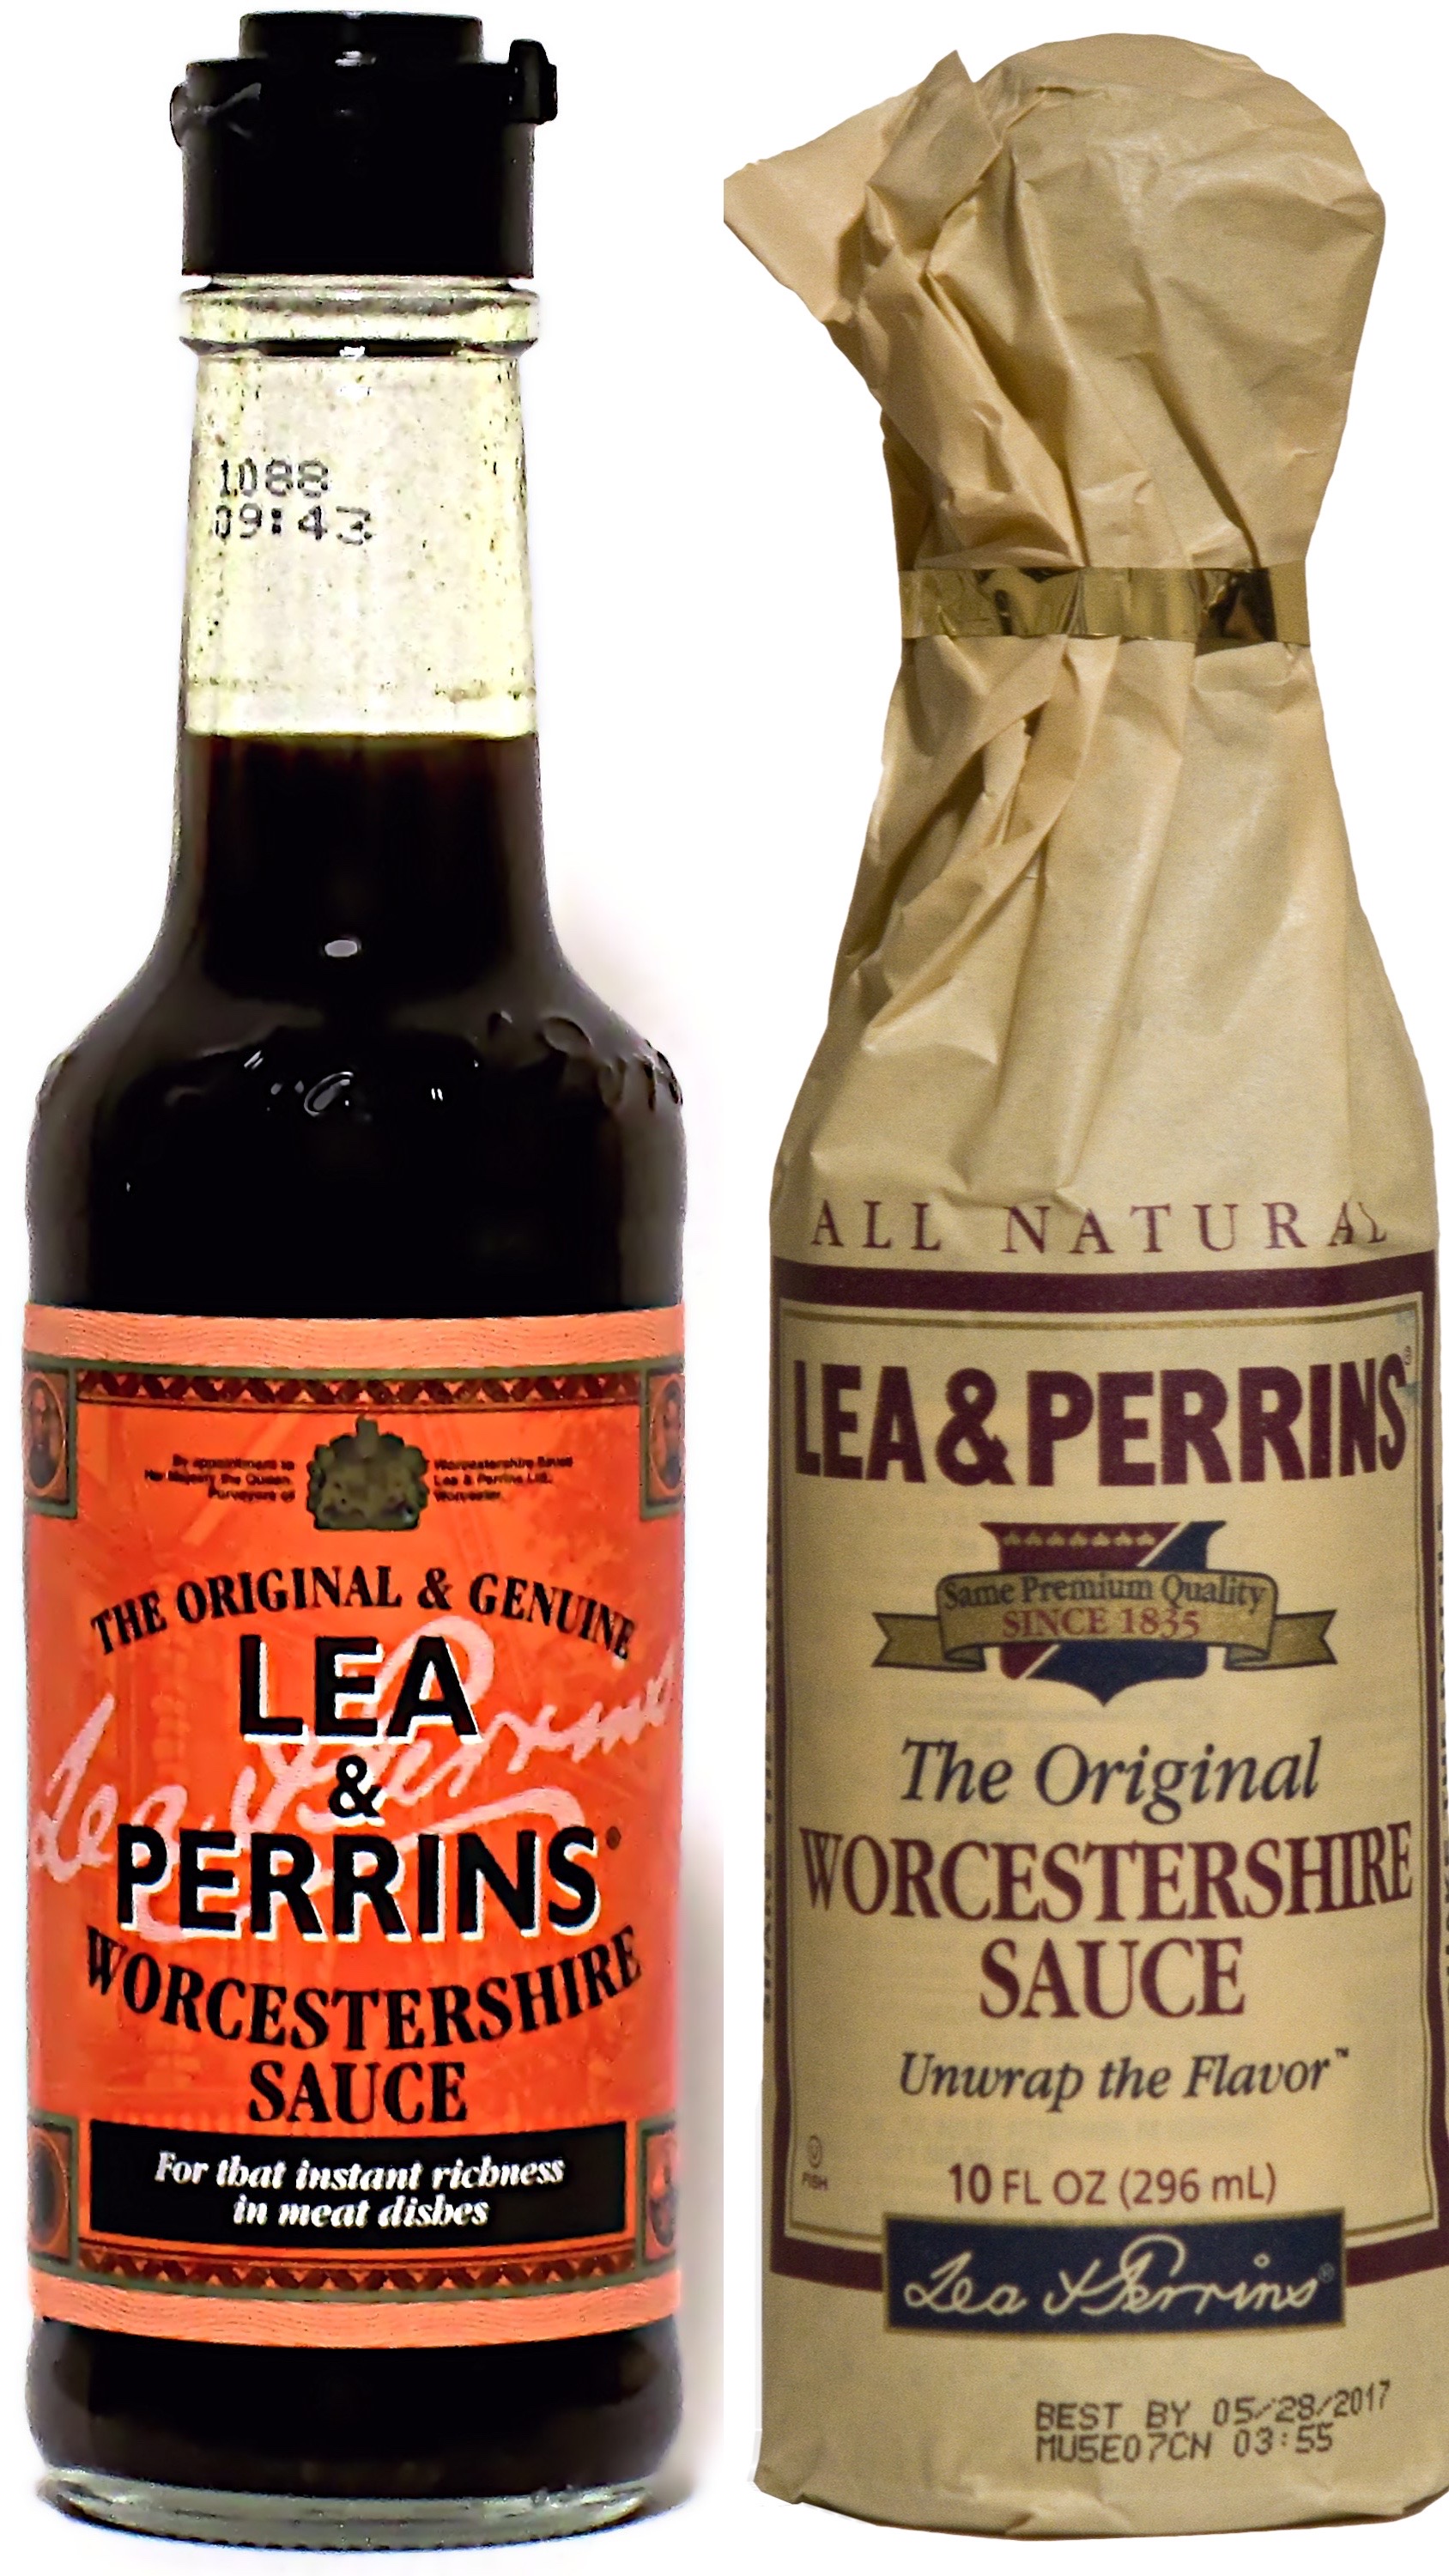 1088
09:43
By appointment to
Her Majesty the Queen.
Purveyors of
Worcestershire Sauce
Lea & Perrins Ltd.,
Worcester.
THE ORIGINAL & GENUINE
LEA
&
PERRINS
Lea & Perrins
WORCESTERSHIRE
SAUCE
For that instant richness
in meat dishes
ALL NATURAL
LEA & PERRINS®
Same Premium Quality
SINCE 1835
The Original
WORCESTERSHIRE
SAUCE
Unwrap the Flavor™
U
FISH
10 FL OZ (296 mL)
Lea & Perrins®
BEST BY 05/28/2017
MU5E07CN 03:55